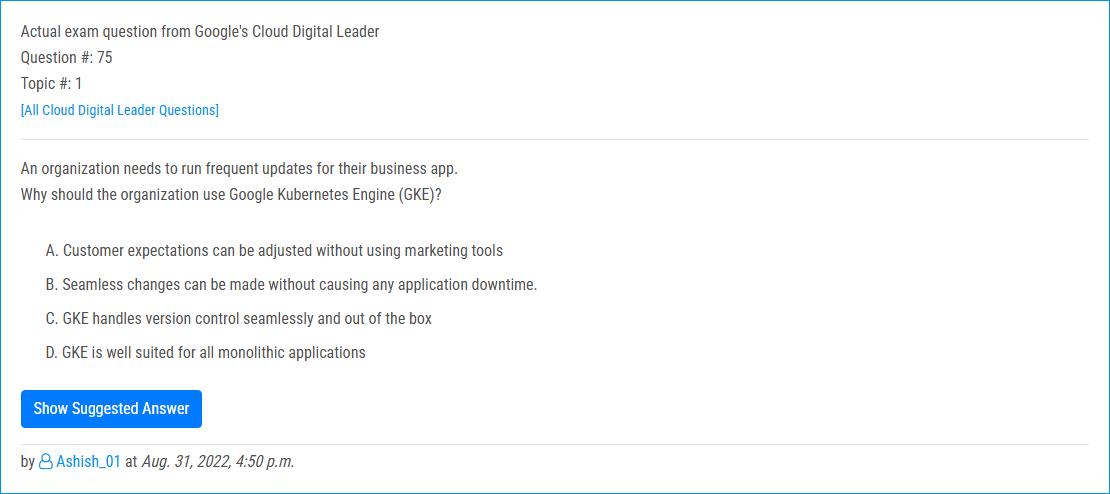 Actual exam question from Google's Cloud Digital Leader
Question #: 75
Topic #: 1
[All Cloud Digital Leader Questions]
An organization needs to run frequent updates for their business app.
Why should the organization use Google Kubernetes Engine (GKE)?
A. Customer expectations can be adjusted without using marketing tools
B. Seamless changes can be made without causing any application downtime.
C. GKE handles version control seamlessly and out of the box
D. GKE is well suited for all monolithic applications
Show Suggested Answer
by Ashish_01 at Aug. 31, 2022, 4:50 p.m.